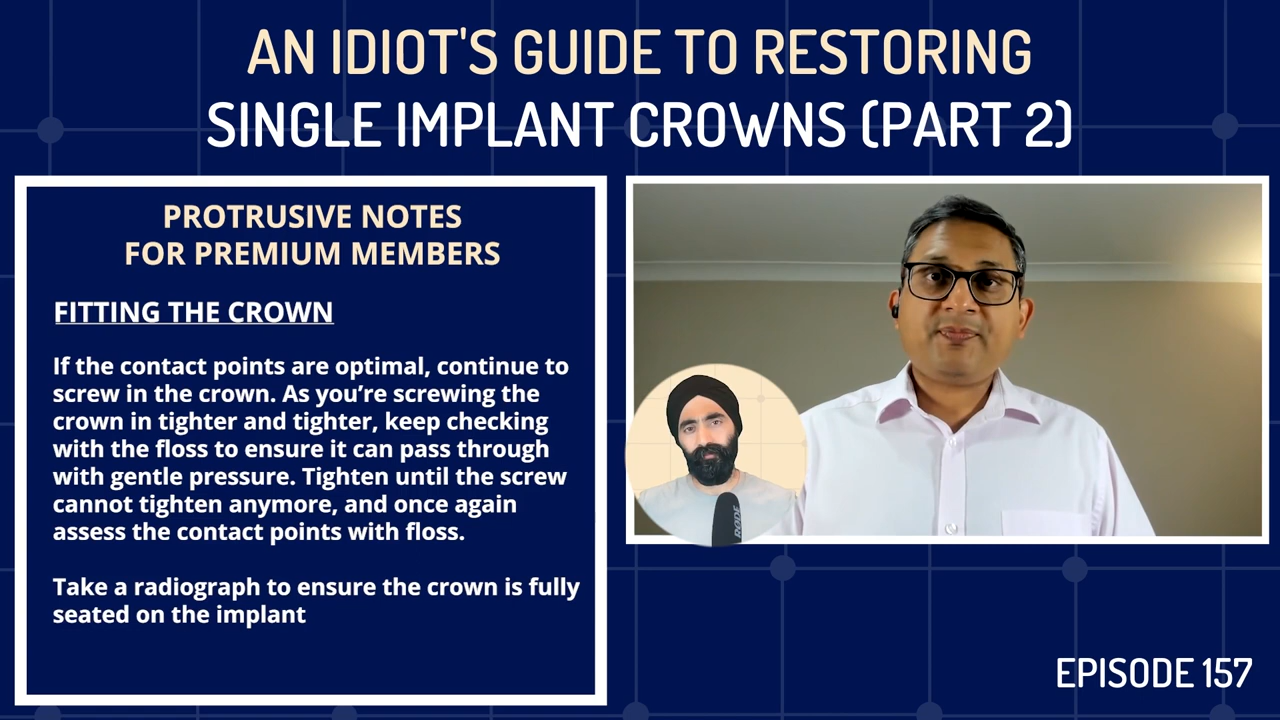 AN IDIOT'S GUIDE TO RESTORING
SINGLE IMPLANT CROWNS (PART 2)
PROTRUSIVE NOTES
FOR PREMIUM MEMBERS
FITTING THE CROWN
If the contact points are optimal, continue to
screw in the crown. As you’re screwing the
crown in tighter and tighter, keep checking
with the floss to ensure it can pass through
with gentle pressure. Tighten until the screw
cannot tighten anymore, and once again
assess the contact points with floss.
Take a radiograph to ensure the crown is fully
seated on the implant
RODE
EPISODE 157